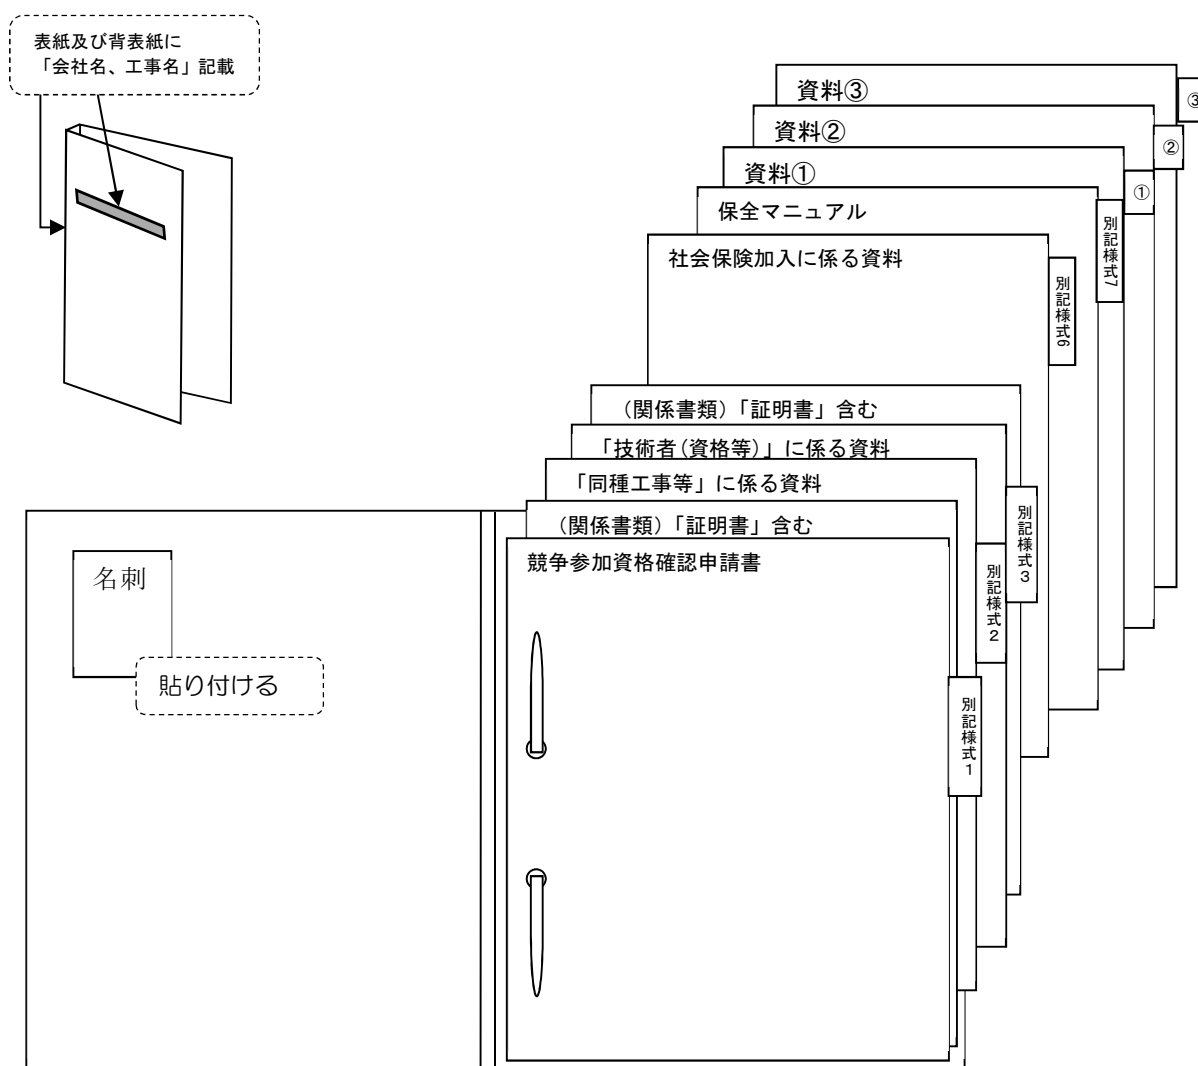 表紙及び背表紙に
「会社名、工事名」記載
資料③
③
資料②
②
資料①
①
保全マニュアル
別記様式7
社会保険加入に係る資料
別記様式6
（関係書類）「証明書」含む
「技術者（資格等）」に係る資料
別記様式３
「同種工事等」に係る資料
別記様式２
（関係書類）「証明書」含む
競争参加資格確認申請書
別記様式１
名刺
貼り付ける